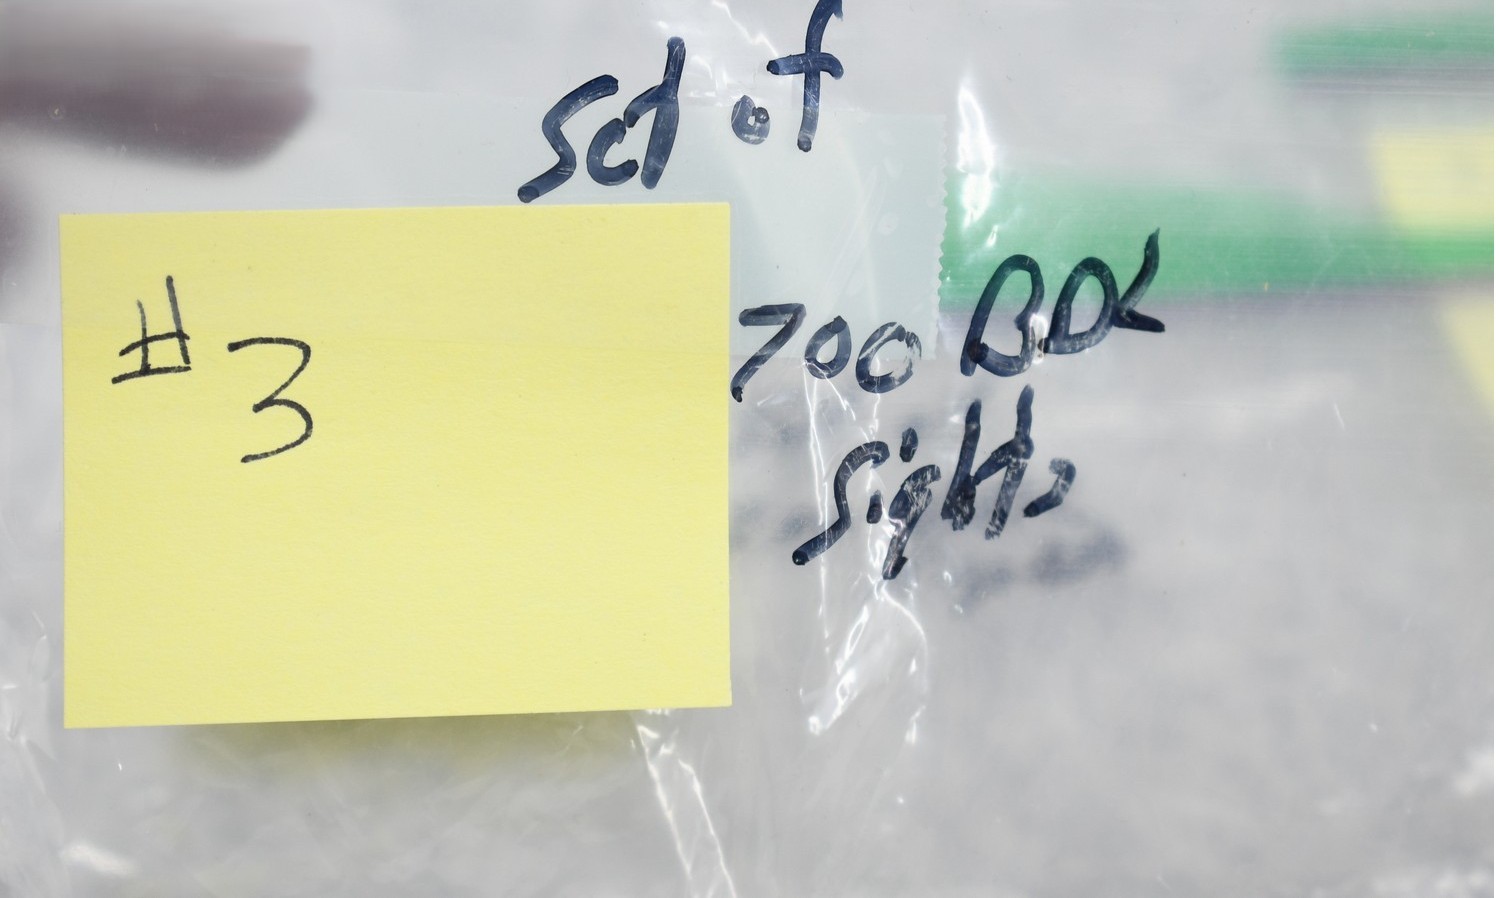 Set of
#3
700 BDL
sights